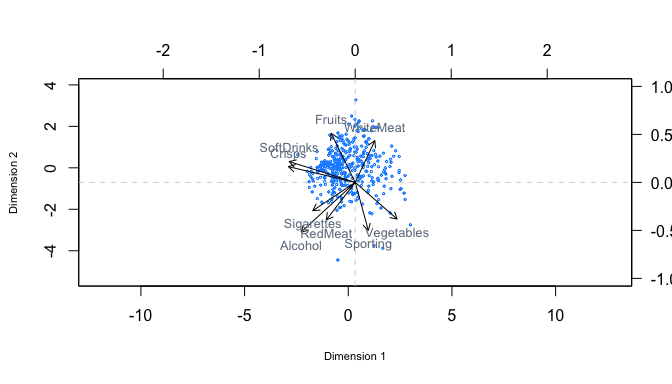 -2 -1 0 1 2
4 1.0
Fruits
2 WhiteMeat 0.5
SoftDrinks
Crisps
0 0.0
Dimension 2
-2 -0.5
Sigarettes
RedMeat Vegetables
Alcohol Sporting
-4 -1.0
-10 -5 0 5 10
Dimension 1